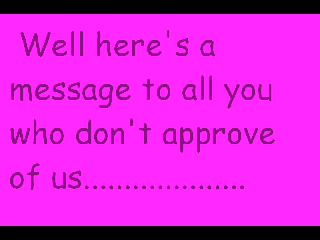 Well here's a
message to all you
who don't approve
of us....................